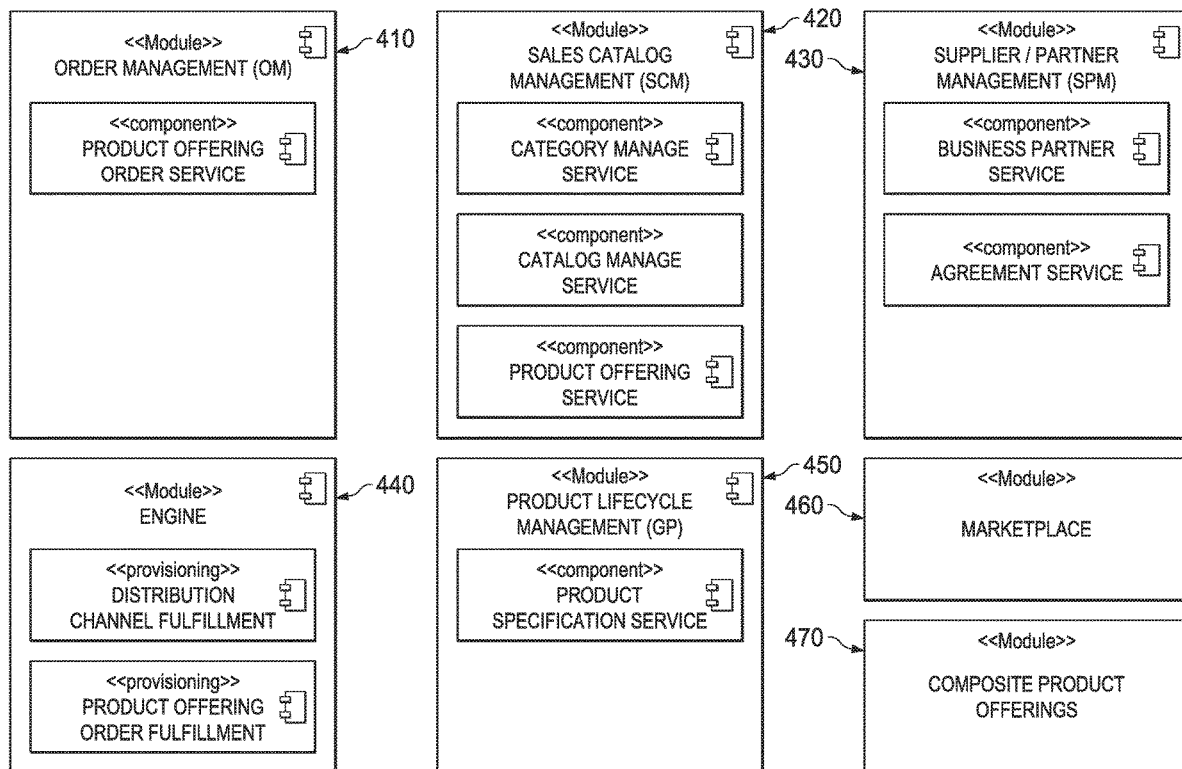 <<Module>>
ORDER MANAGEMENT (OM)
410
<<component>>
PRODUCT OFFERING
ORDER SERVICE
<<Module>>
SALES CATALOG
MANAGEMENT (SCM)
420
<<component>>
CATEGORY MANAGE
SERVICE
<<component>>
CATALOG MANAGE
SERVICE
<<component>>
PRODUCT OFFERING
SERVICE
430
<<Module>>
SUPPLIER / PARTNER
MANAGEMENT (SPM)
<<component>>
BUSINESS PARTNER
SERVICE
<<component>>
AGREEMENT SERVICE
<<Module>>
ENGINE
440
<<provisioning>>
DISTRIBUTION
CHANNEL FULFILLMENT
<<provisioning>>
PRODUCT OFFERING
ORDER FULFILLMENT
<<Module>>
PRODUCT LIFECYCLE
MANAGEMENT (GP)
450
<<component>>
PRODUCT
SPECIFICATION SERVICE
460
<<Module>>
MARKETPLACE
470
<<Module>>
COMPOSITE PRODUCT
OFFERINGS